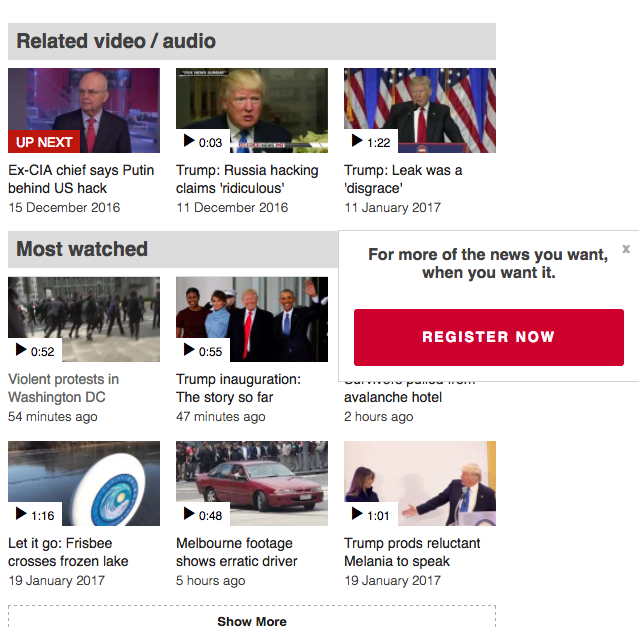 Related video / audio
"FOX NEWS SUNDAY"
UP NEXT
0:03
1:22
Ex-CIA chief says Putin
behind US hack
15 December 2016
Trump: Russia hacking
claims 'ridiculous'
11 December 2016
Trump: Leak was a
'disgrace'
11 January 2017
Most watched
For more of the news you want,
when you want it.
x
REGISTER NOW
0:52
0:55
Violent protests in
Washington DC
54 minutes ago
Trump inauguration:
The story so far
47 minutes ago
Survivors pulled from
avalanche hotel
2 hours ago
1:16
0:48
1:01
Let it go: Frisbee
crosses frozen lake
19 January 2017
Melbourne footage
shows erratic driver
5 hours ago
Trump prods reluctant
Melania to speak
19 January 2017
Show More